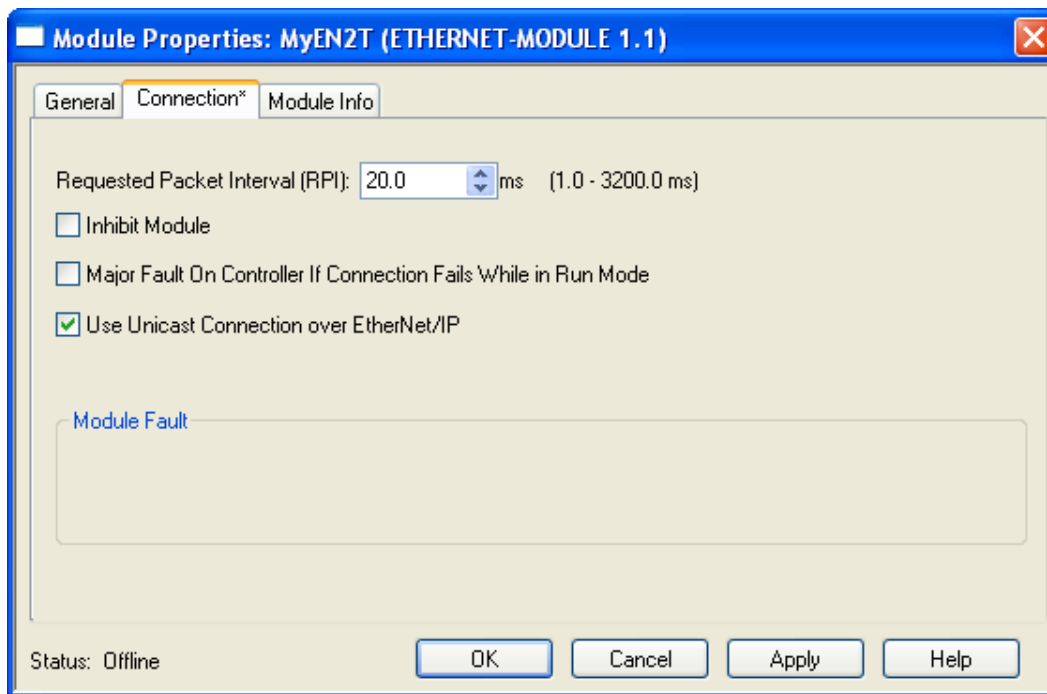 Module Properties: MyEN2T (ETHERNET-MODULE 1.1)
General Connection* Module Info
Requested Packet Interval (RPI): 20.0 ms (1.0 - 3200.0 ms)
Inhibit Module
Major Fault On Controller If Connection Fails While in Run Mode
Use Unicast Connection over EtherNet/IP
Module Fault
Status: Offline OK Cancel Apply Help